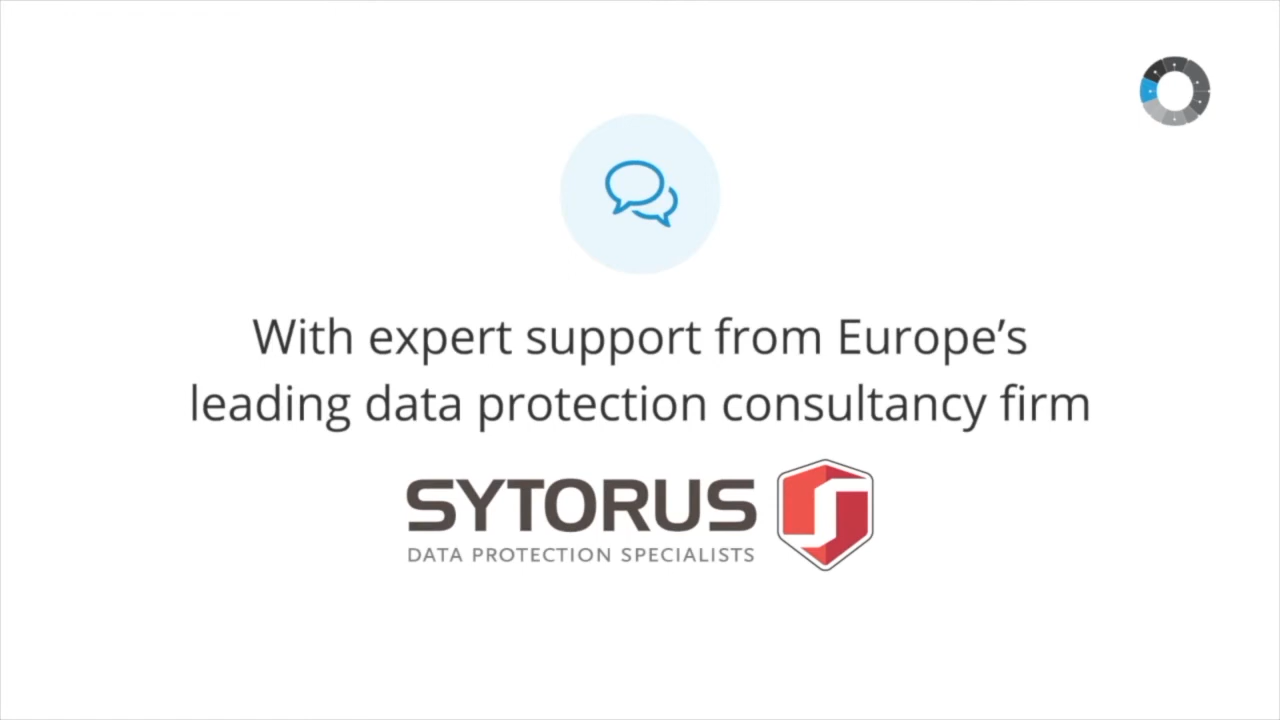 With expert support from Europe’s
leading data protection consultancy firm
SYTORUS
DATA PROTECTION SPECIALISTS